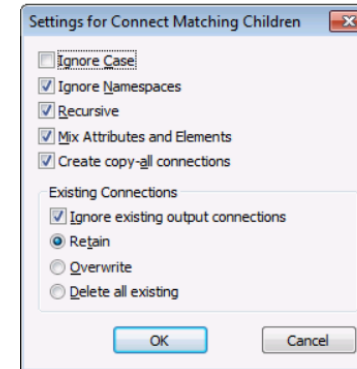 Settings for Connect Matching Children
Ignore Case
Ignore Namespaces
Recursive
Mix Attributes and Elements
Create copy-all connections
Existing Connections
Ignore existing output connections
Retain
Overwrite
Delete all existing
OK Cancel